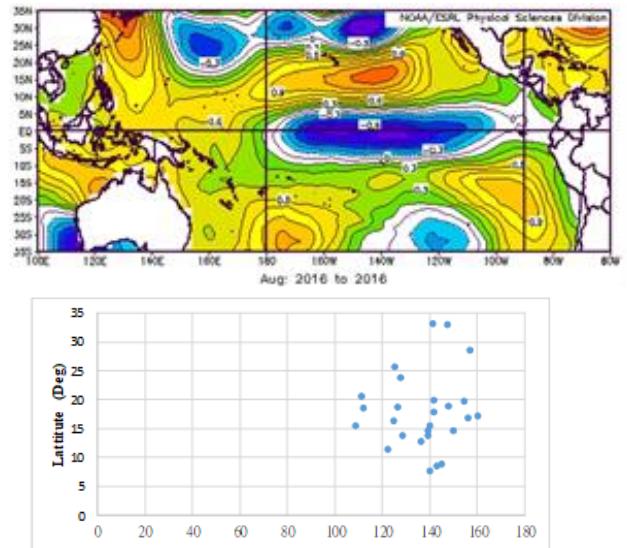 NOAA/ESRL Physical Sciences Division
35N
30N
25N
20N
15N
10N
5N
EQ
5S
10S
15S
20S
25S
30S
35S
100E 120E 140E 160E 180 160W 140W 120W 100W 80W 60W
Aug: 2016 to 2016
Lattitute (Deg)
35
30
25
20
15
10
5
0
0 20 40 60 80 100 120 140 160 180